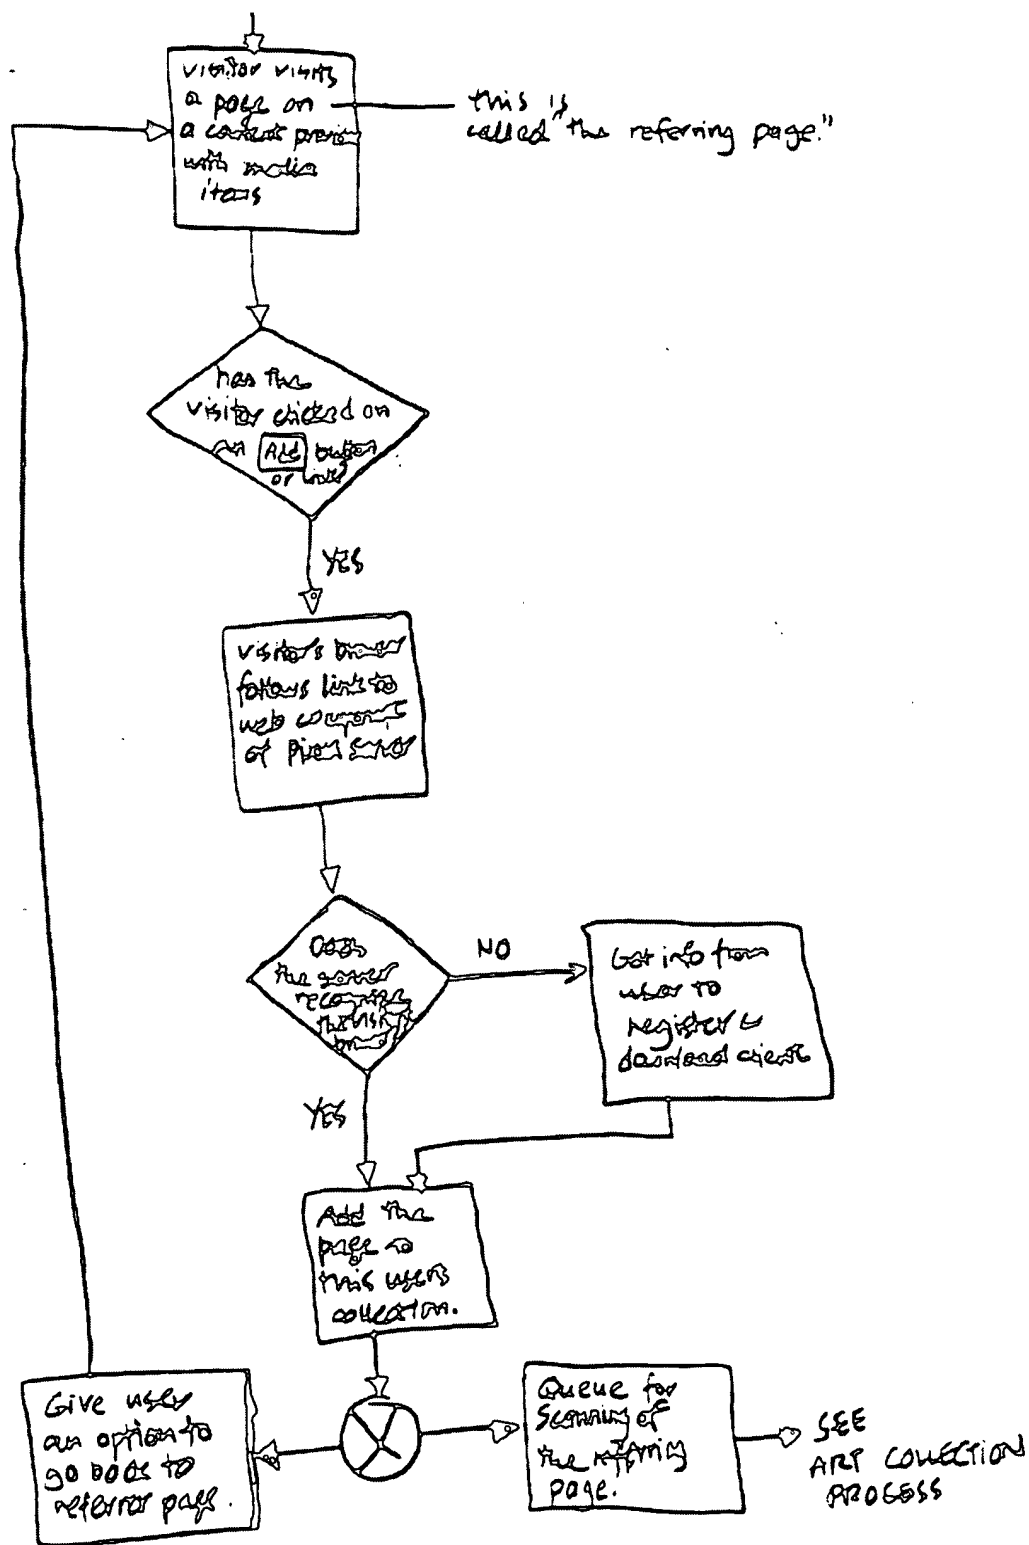 visitor visits
a page on
a content
with media
items
this is
called "the referring page."
has the
visitor clicked on
an Add button
or link?
YES
visitor's browser
follows link to
web component
of server
Does
the server
recognize
NO
Get info from
user to
register &
download client
YES
Add the
page to
this users
collection.
Give user
an option to
go back to
referror page.
Queue for
scanning of
the referring
page.
SEE
ART COLLECTION
PROCESS